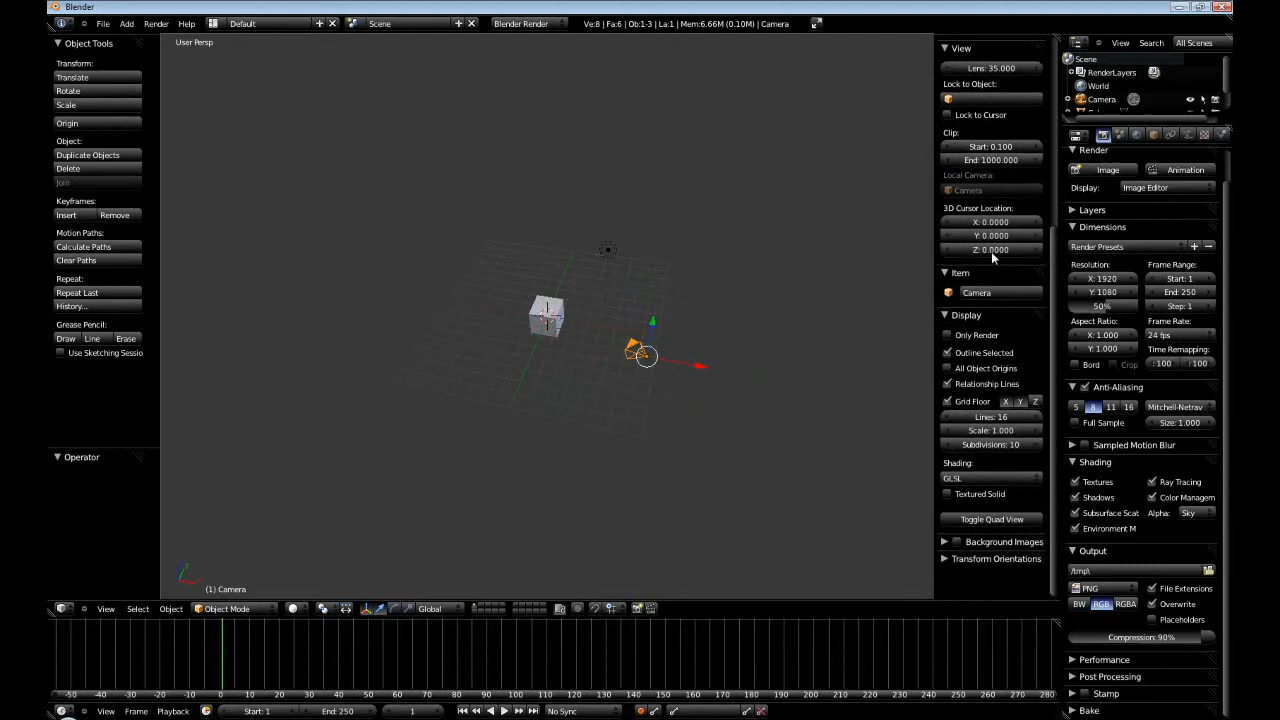 Blender
File Add Render Help Default Scene Blender Render Ve:8 | Fa:6 | Ob:1-3 | La:1 | Mem:6.66M (0.10M) | Camera
Object Tools
Transform:
Translate
Rotate
Scale
Origin
Object:
Duplicate Objects
Delete
Join
Keyframes:
Insert Remove
Motion Paths:
Calculate Paths
Clear Paths
Repeat:
Repeat Last
History...
Grease Pencil:
Draw Line Erase
Use Sketching Sessio
Operator
User Persp
(1) Camera
View
Lens: 35.000
Lock to Object:
Lock to Cursor
Clip:
Start: 0.100
End: 1000.000
Local Camera:
Camera
3D Cursor Location:
X: 0.0000
Y: 0.0000
Z: 0.0000
Item
Camera
Display
Only Render
Outline Selected
All Object Origins
Relationship Lines
Grid Floor X Y Z
Lines: 16
Scale: 1.000
Subdivisions: 10
Shading:
GLSL
Textured Solid
Toggle Quad View
Background Images
Transform Orientations
View Search All Scenes
Scene
RenderLayers
World
Camera
Render
Image Animation
Display: Image Editor
Layers
Dimensions
Render Presets
Resolution: Frame Range:
X: 1920 Start: 1
Y: 1080 End: 250
50% Step: 1
Aspect Ratio: Frame Rate:
X: 1.000 24 fps
Y: 1.000 Time Remapping:
Bord Crop :100 :100
Anti-Aliasing
5 8 11 16 Mitchell-Netrav
Full Sample Size: 1.000
Sampled Motion Blur
Shading
Textures Ray Tracing
Shadows Color Managem
Subsurface Scat Alpha: Sky
Environment M
Output
/tmp\
PNG File Extensions
BW RGB RGBA Overwrite
Placeholders
Compression: 90%
Performance
Post Processing
Stamp
Bake
View Select Object Object Mode Global
-50 -40 -30 -20 -10 0 10 20 30 40 50 60 70 80 90 100 110 120 130 140 150 160 170 180 190 200 210 220 230 240 250 260 270 280
View Frame Playback Start: 1 End: 250 1 No Sync